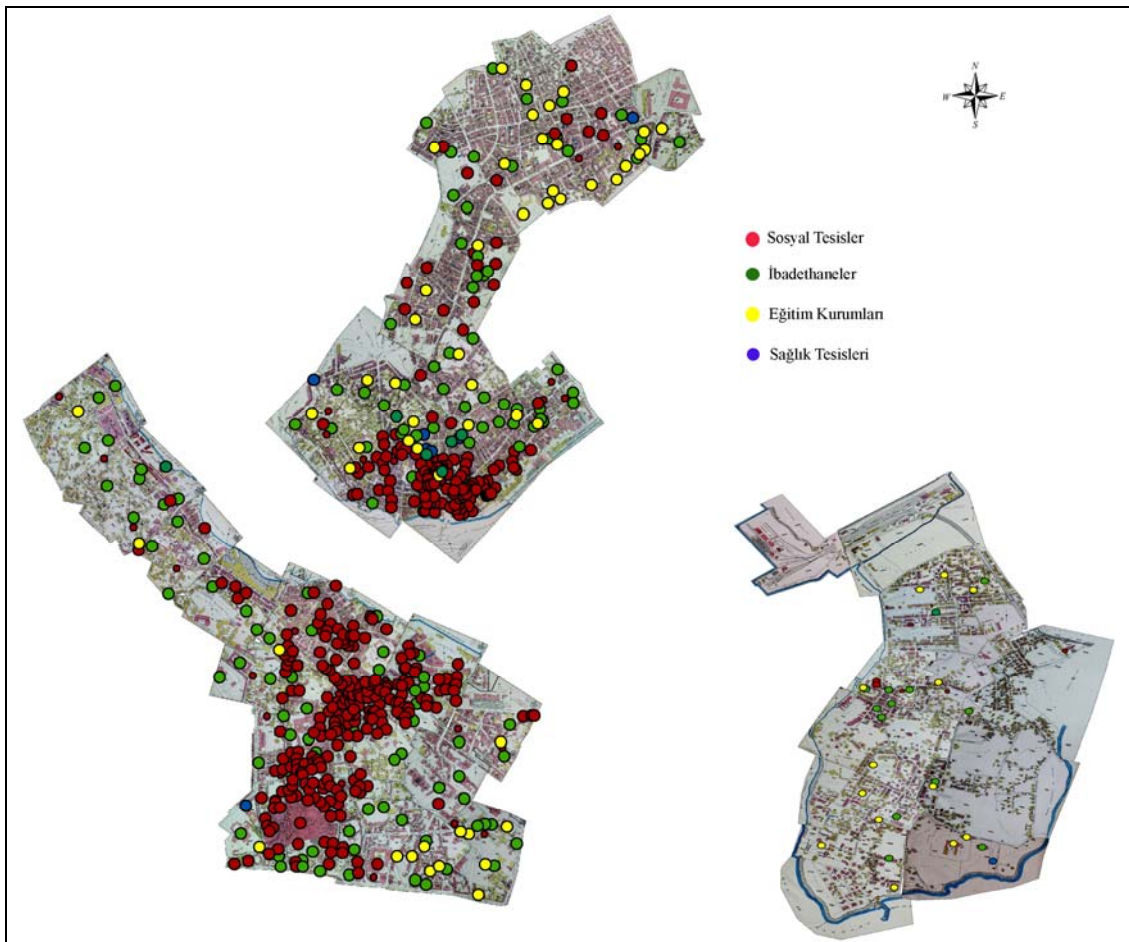 N
W E
S
Sosyal Tesisler
İbadethaneler
Eğitim Kurumları
Sağlık Tesisleri